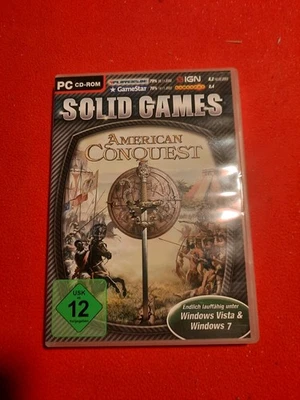 PC CD-ROM
GameStar
IGN
SOLID GAMES
AMERICAN
CONQUEST
USK
12
Endlich lauffähig unter
Windows Vista &
Windows 7